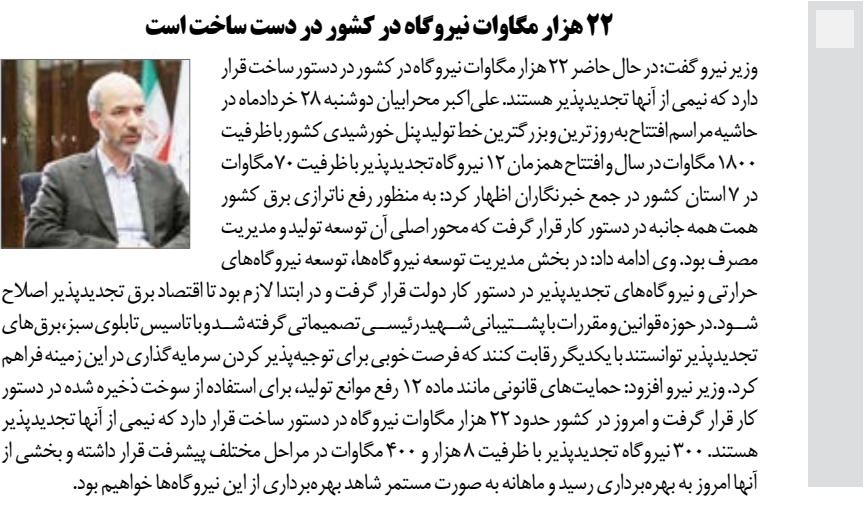 ۲۲ هزار مگاوات نیروگاه در کشور در دست ساخت است
وزیر نیرو گفت: در حال حاضر ۲۲ هزار مگاوات نیروگاه در کشور در دستور ساخت قرار
دارد که نیمی از آنها تجدیدپذیر هستند. علی‌اکبر محرابیان دوشنبه ۲۸ خردادماه در
حاشیه مراسم افتتاح به‌روزترین و بزرگترین خط تولید پنل خورشیدی کشور با ظرفیت
۱۸۰۰ مگاوات در سال و افتتاح همزمان ۱۲ نیروگاه تجدیدپذیر با ظرفیت ۷۰ مگاوات
در ۷ استان کشور در جمع خبرنگاران اظهار کرد: به منظور رفع ناترازی برق کشور
همت همه جانبه در دستور کار قرار گرفت که محور اصلی آن توسعه تولید و مدیریت
مصرف بود. وی ادامه داد: در بخش مدیریت توسعه نیروگاه‌ها، توسعه نیروگاه‌های
حرارتی و نیروگاه‌های تجدیدپذیر در دستور کار دولت قرار گرفت و در ابتدا لازم بود تا اقتصاد برق تجدیدپذیر اصلاح
شود. در حوزه قوانین و مقررات با پشتیبانی شهید رئیسی تصمیماتی گرفته شد و با تاسیس تابلوی سبز، برق‌های
تجدیدپذیر توانستند با یکدیگر رقابت کنند که فرصت خوبی برای توجیه‌پذیر کردن سرمایه‌گذاری در این زمینه فراهم
کرد. وزیر نیرو افزود: حمایت‌های قانونی مانند ماده ۱۲ رفع موانع تولید، برای استفاده از سوخت ذخیره شده در دستور
کار قرار گرفت و امروز در کشور حدود ۲۲ هزار مگاوات نیروگاه در دستور ساخت قرار دارد که نیمی از آنها تجدیدپذیر
هستند. ۳۰۰ نیروگاه تجدیدپذیر با ظرفیت ۸ هزار و ۴۰۰ مگاوات در مراحل مختلف پیشرفت قرار داشته و بخشی از
آنها امروز به بهره‌برداری رسید و ماهانه به صورت مستمر شاهد بهره‌برداری از این نیروگاه‌ها خواهیم بود.